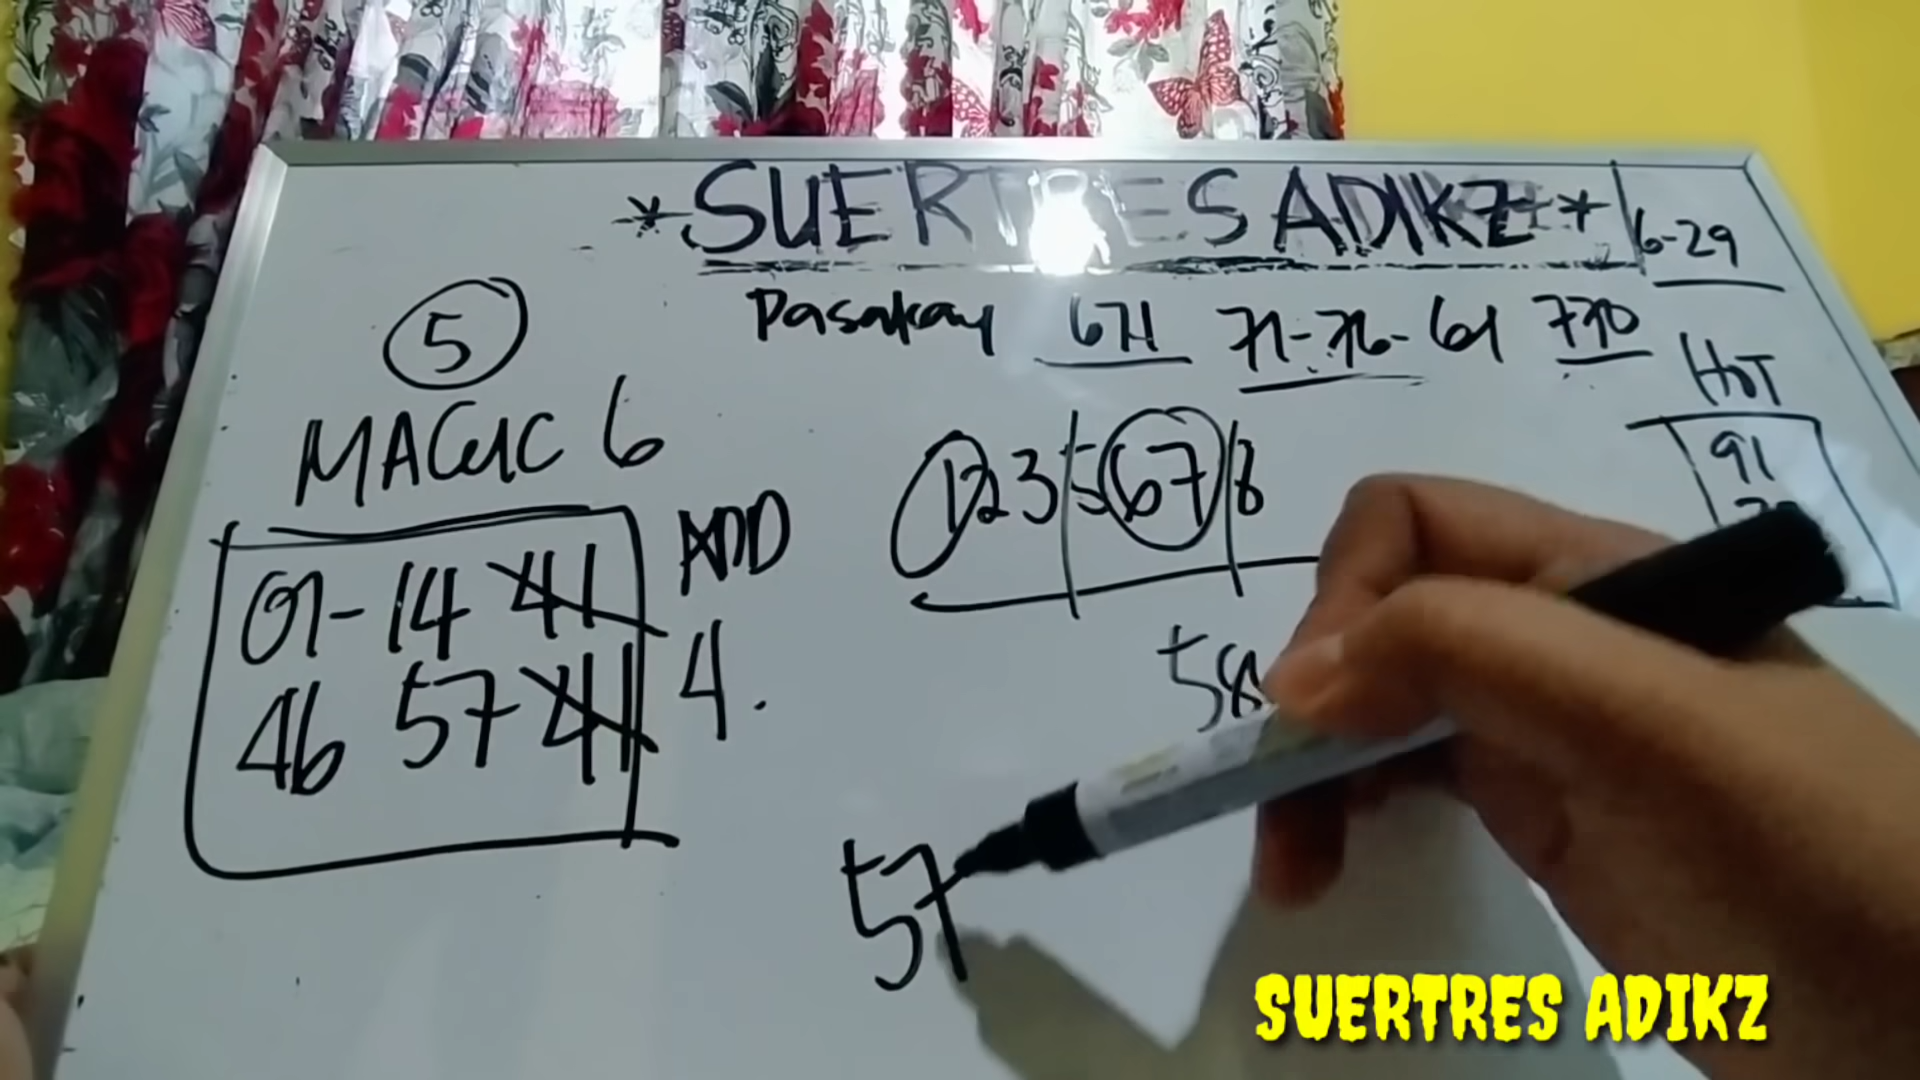 *SUERTRES ADIKZ**
6-29
Pasakay 671 71-76-61 770
5
MAGIC 6
HOT
91
123|567|8
ADD
07-14 41
4.
46 57 41
58
57
SUERTRES ADIKZ